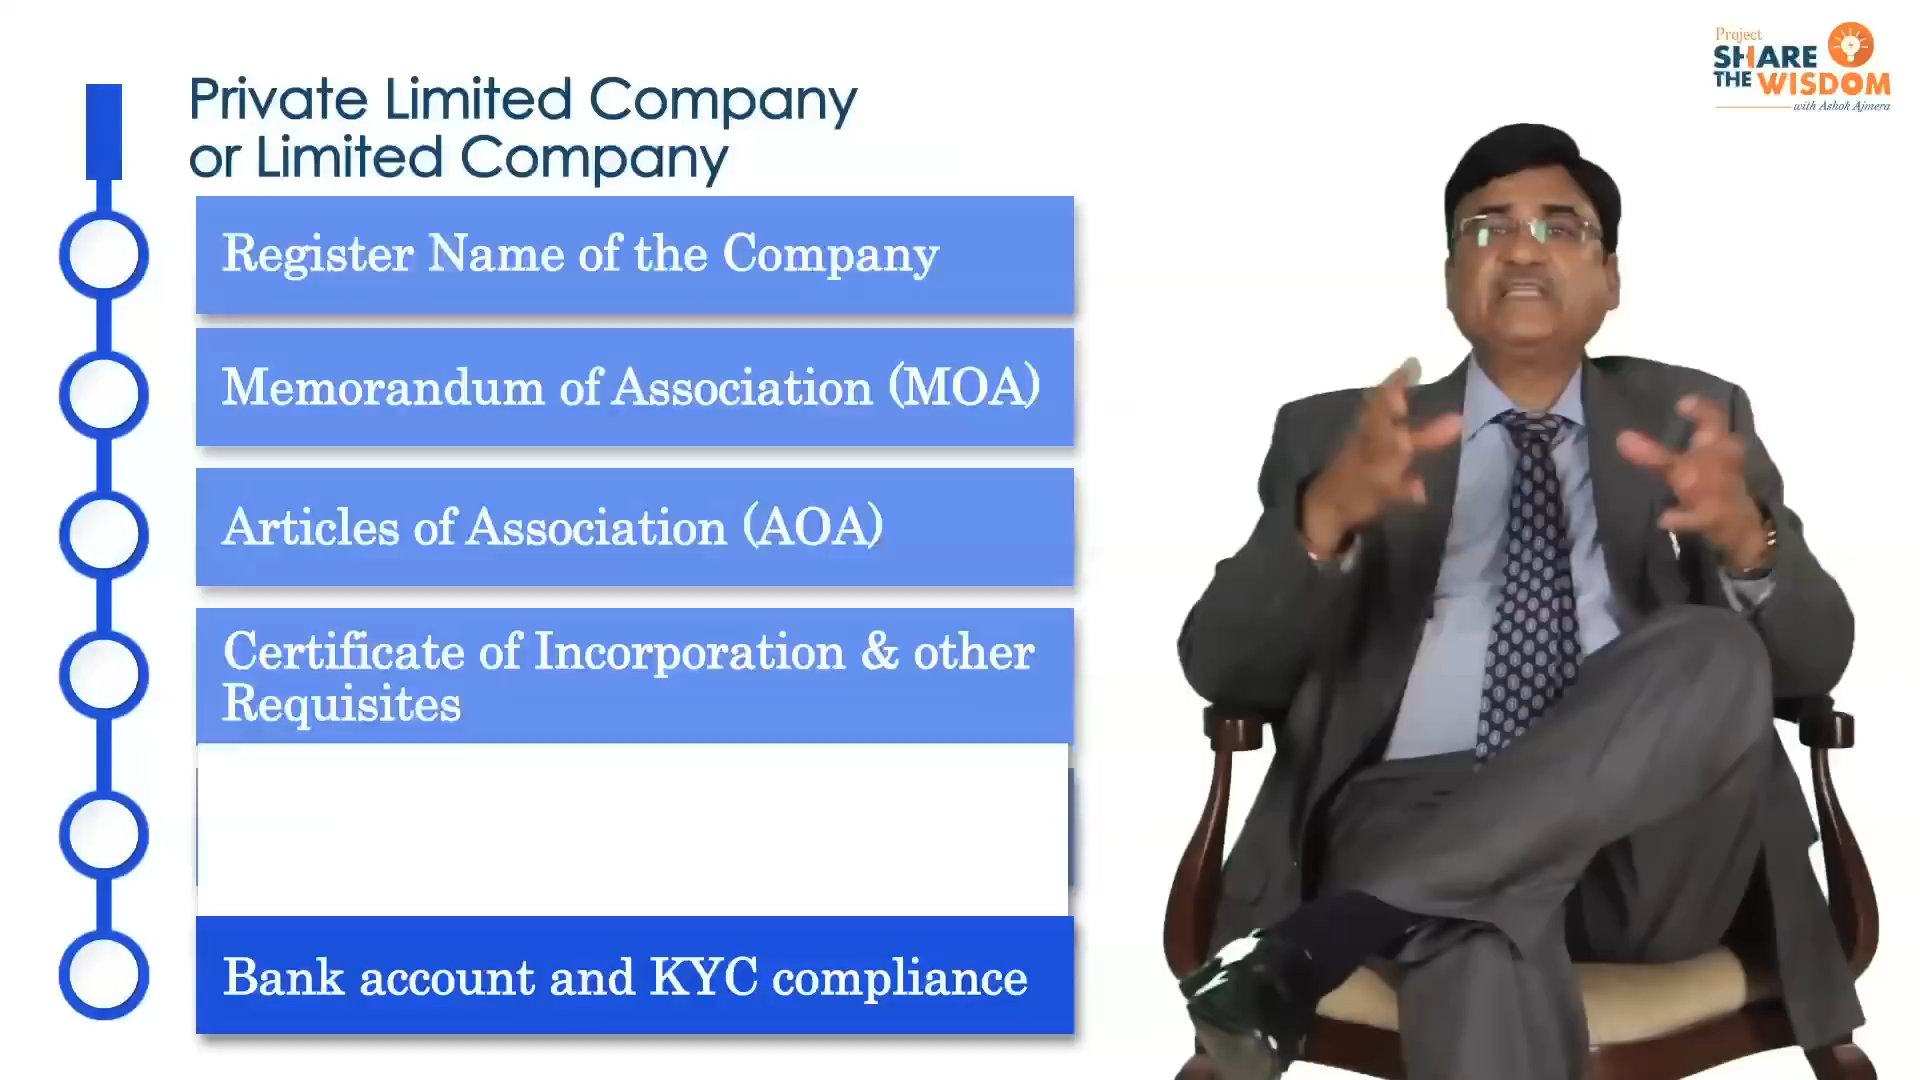 Project
SHARE
THE WISDOM
with Ashok Ajmera
Private Limited Company
or Limited Company
Register Name of the Company
Memorandum of Association (MOA)
Articles of Association (AOA)
Certificate of Incorporation & other
Requisites
Bank account and KYC compliance